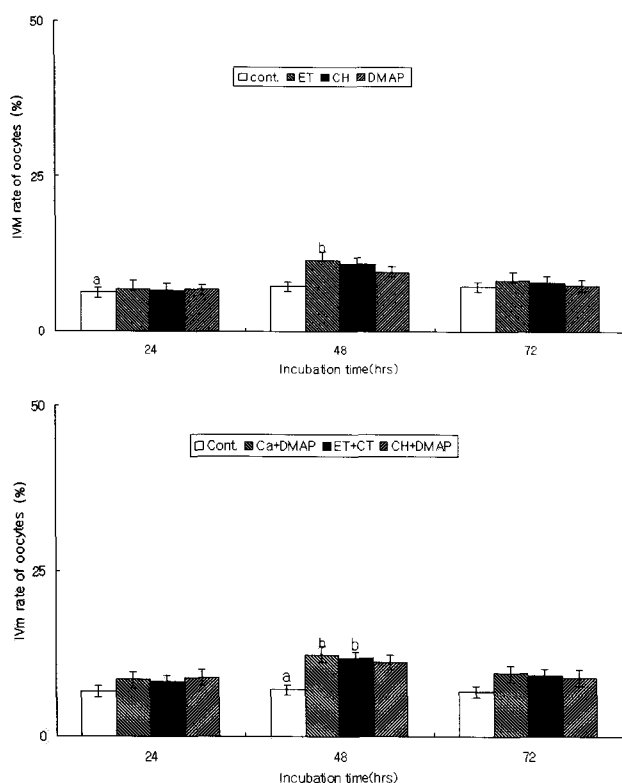 50
cont. ET CH DMAP
IVM rate of oocytes (%)
25
a
b
0
24 48 72
Incubation time(hrs)
50
Cont. Ca+DMAP ET+CT CH+DMAP
IVm rate of oocytes (%)
25
a
b b
0
24 48 72
Incubation time(hrs)